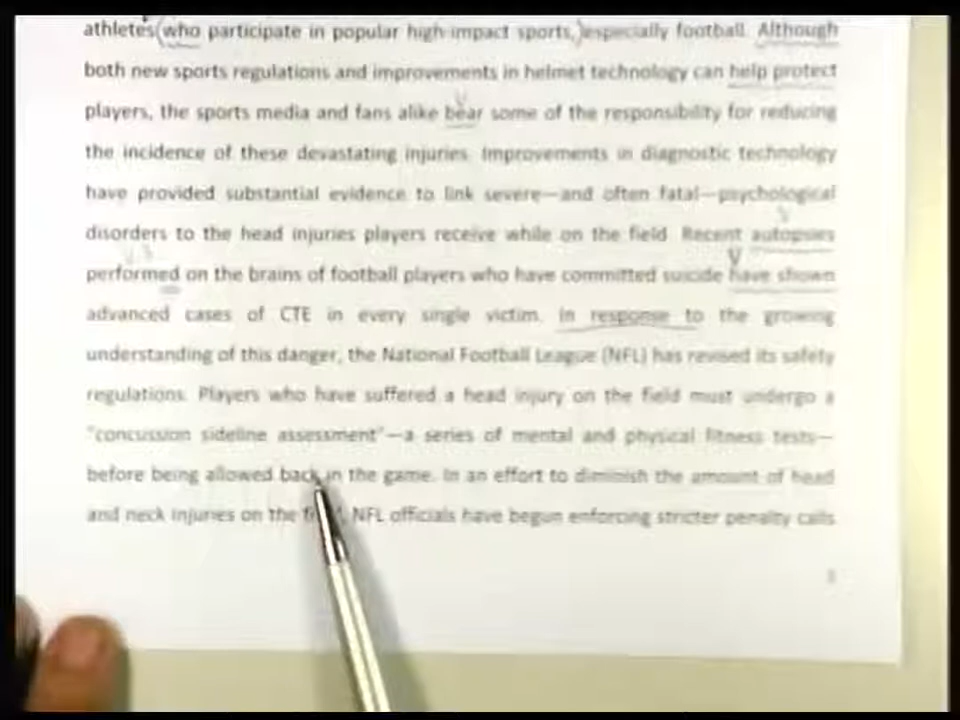 athletes (who participate in popular high-impact sports,) especially football. Although
both new sports regulations and improvements in helmet technology can help protect
players, the sports media and fans alike bear some of the responsibility for reducing
the incidence of these devastating injuries. Improvements in diagnostic technology
have provided substantial evidence to link severe—and often fatal—psychological
disorders to the head injuries players receive while on the field. Recent autopsies
performed on the brains of football players who have committed suicide have shown
advanced cases of CTE in every single victim. In response to the growing
understanding of this danger, the National Football League (NFL) has revised its safety
regulations. Players who have suffered a head injury on the field must undergo a
"concussion sideline assessment"—a series of mental and physical fitness tests—
before being allowed back in the game. In an effort to diminish the amount of head
and neck injuries on the NFL officials have begun enforcing stricter penalty calls